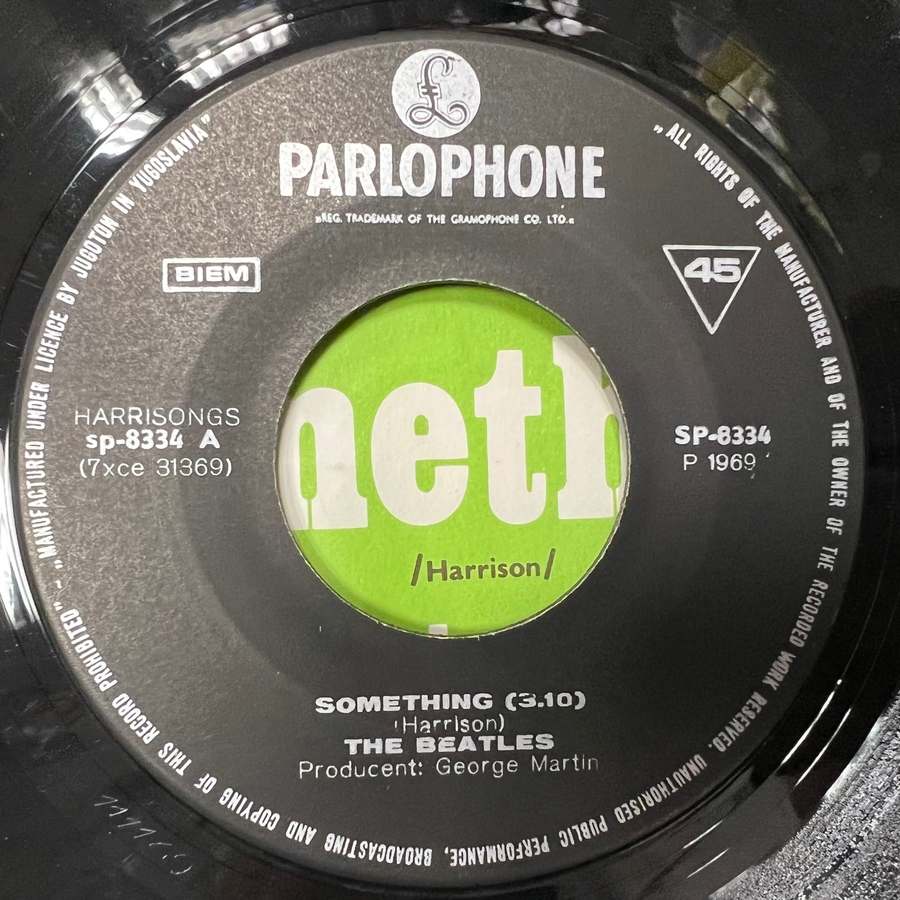 £
PARLOPHONE
„REG. TRADEMARK OF THE GRAMOPHONE CO. LTD.“
BIEM
45
HARRISONGS
sp-8334 A
(7xce 31369)
SP-8334
P 1969
neth
/Harrison/
SOMETHING (3.10)
(Harrison)
THE BEATLES
Producent: George Martin
„MANUFACTURED UNDER LICENCE BY JUGOTON IN YUGOSLAVIA”
„ALL RIGHTS OF THE MANUFACTURER AND OF THE OWNER OF THE RECORDED WORK RESERVED. UNAUTHORISED PUBLIC PERFORMANCE, BROADCASTING AND COPYING OF THIS RECORD PROHIBITED” -